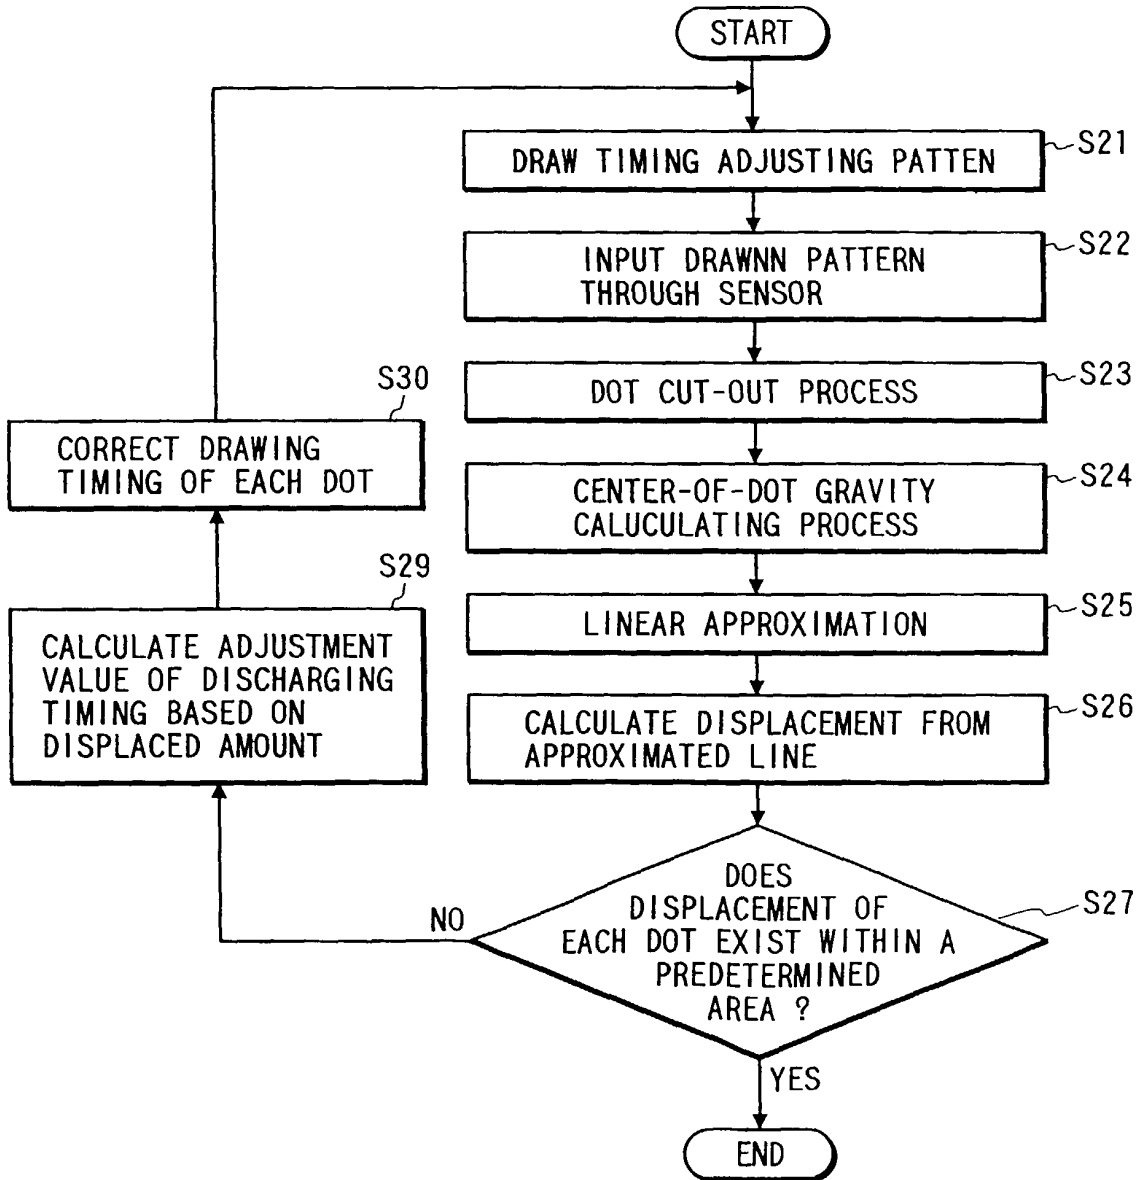 START
DRAW TIMING ADJUSTING PATTEN
S21
INPUT DRAWNN PATTERN
THROUGH SENSOR
S22
DOT CUT-OUT PROCESS
S23
CENTER-OF-DOT GRAVITY
CALUCULATING PROCESS
S24
LINEAR APPROXIMATION
S25
CALCULATE DISPLACEMENT FROM
APPROXIMATED LINE
S26
DOES
DISPLACEMENT OF
EACH DOT EXIST WITHIN A
PREDETERMINED
AREA ?
S27
NO
YES
END
S29
CALCULATE ADJUSTMENT
VALUE OF DISCHARGING
TIMING BASED ON
DISPLACED AMOUNT
S30
CORRECT DRAWING
TIMING OF EACH DOT